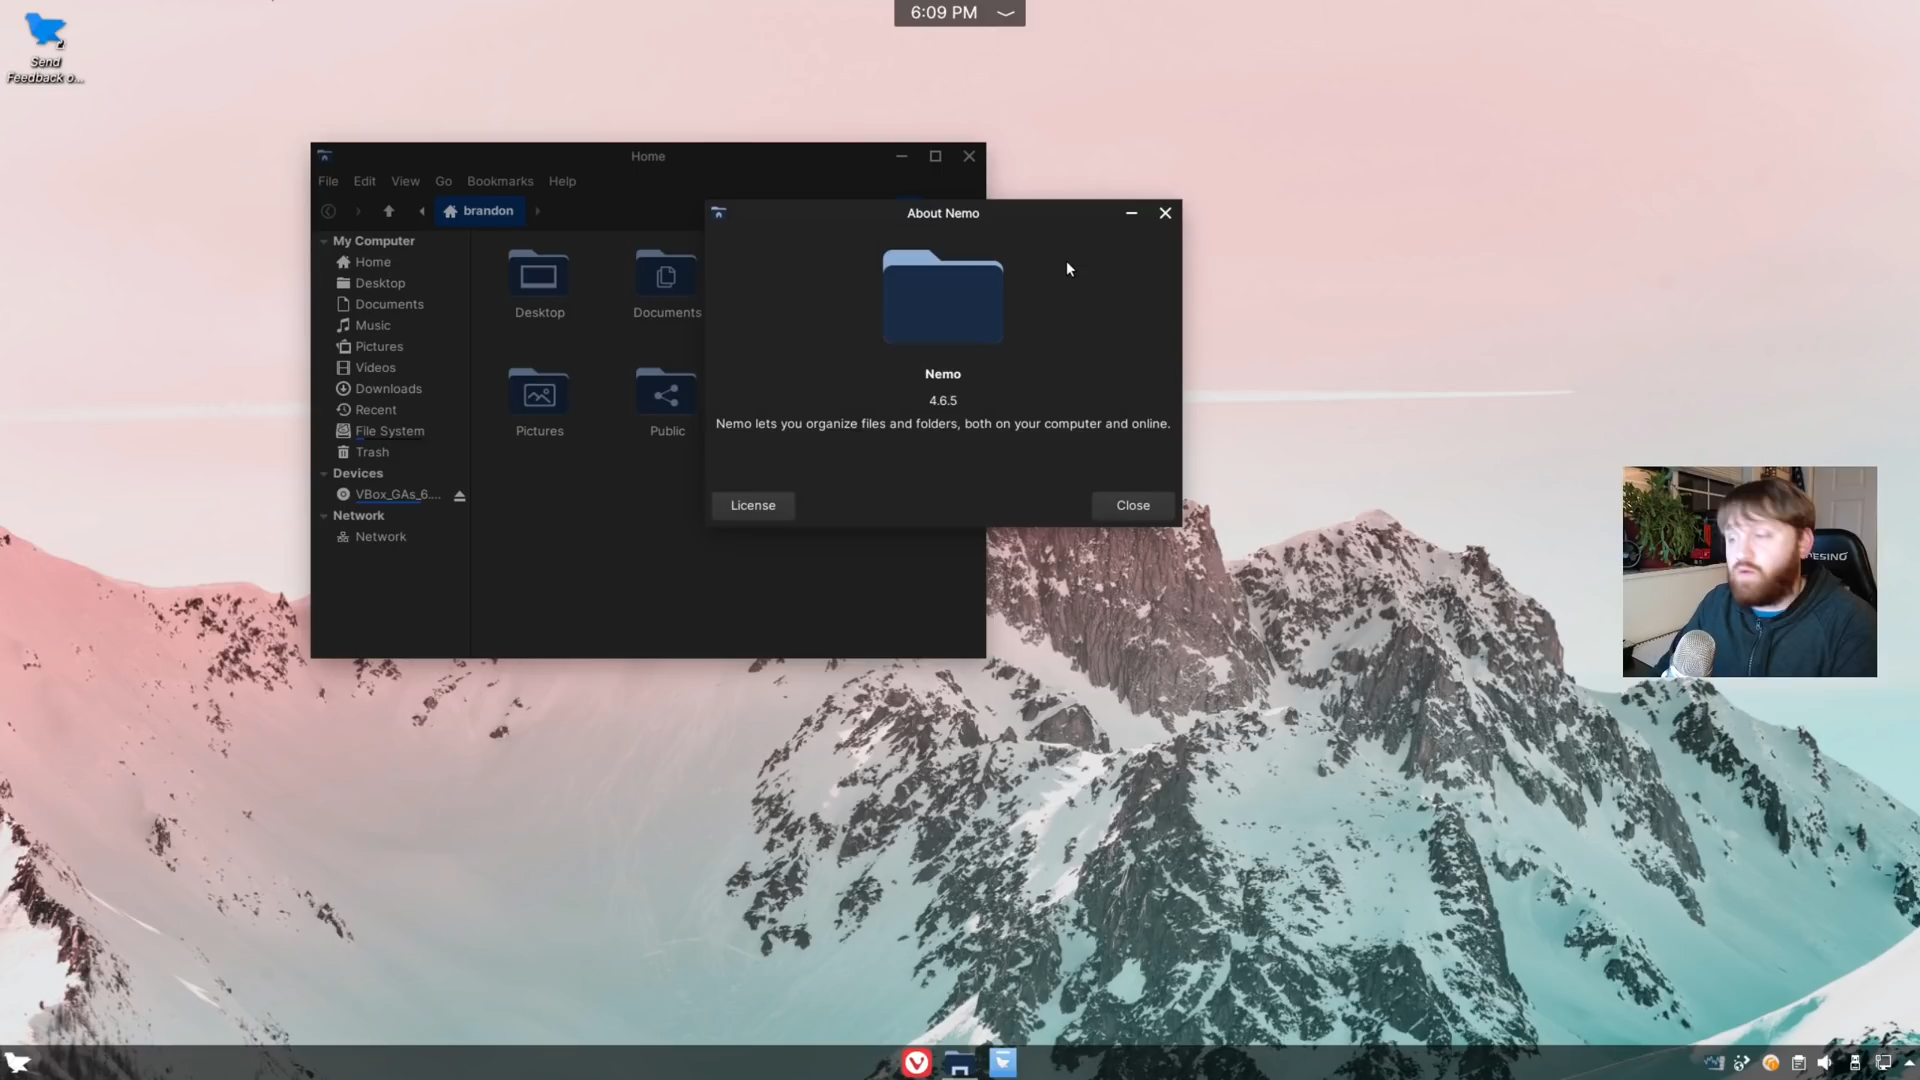 6:09 PM
Send
Feedback o...
Home
File Edit View Go Bookmarks Help
brandon
My Computer
Home
Desktop
Documents
Music
Pictures
Videos
Downloads
Recent
File System
Trash
Devices
VBox_GAs_6....
Network
Network
Desktop
Documents
Pictures
Public
About Nemo
Nemo
4.6.5
Nemo lets you organize files and folders, both on your computer and online.
License
Close